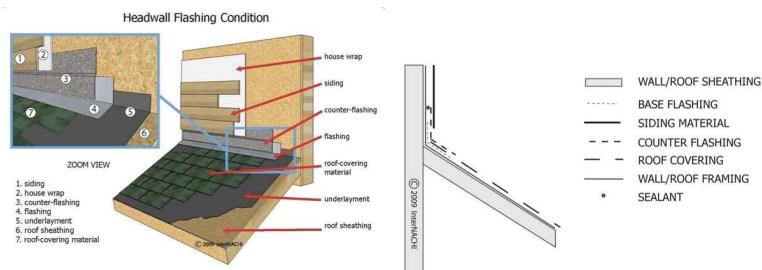 Headwall Flashing Condition
1
2
3
4
5
6
7
ZOOM VIEW
1. siding
2. house wrap
3. counter-flashing
4. flashing
5. underlayment
6. roof sheathing
7. roof-covering material
house wrap
siding
counter-flashing
flashing
roof-covering
material
underlayment
roof sheathing
© 2009 InterNACHI
© 2009 InterNACHI
WALL/ROOF SHEATHING
BASE FLASHING
SIDING MATERIAL
COUNTER FLASHING
ROOF COVERING
WALL/ROOF FRAMING
SEALANT